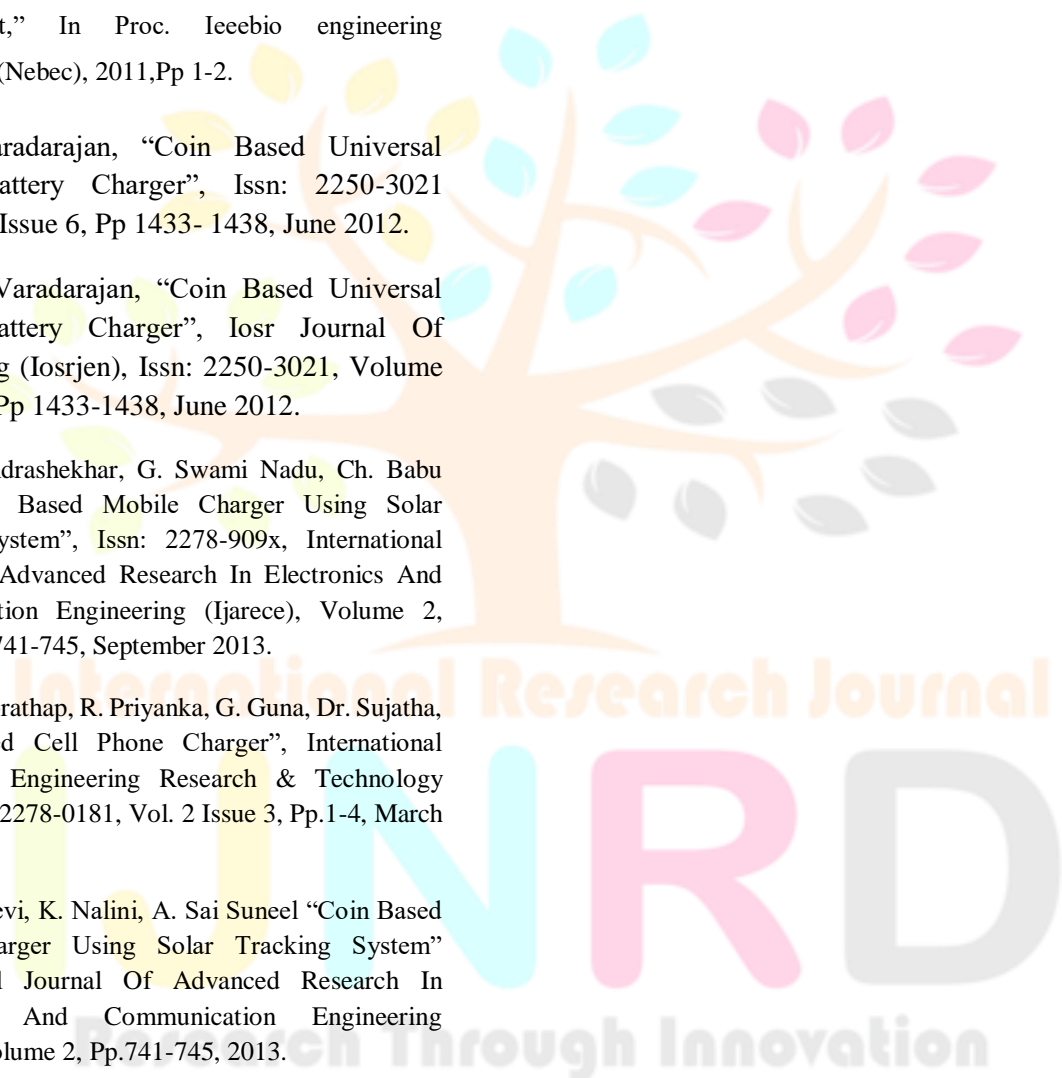 t,” In Proc. Ieeebio engineering
(Nebec), 2011,Pp 1-2.
aradarajan, “Coin Based Universal
attery Charger”, Issn: 2250-3021
Issue 6, Pp 1433- 1438, June 2012.
Varadarajan, “Coin Based Universal
attery Charger”, Iosr Journal Of
g (Iosrjen), Issn: 2250-3021, Volume
Pp 1433-1438, June 2012.
ndrashekhar, G. Swami Nadu, Ch. Babu
Based Mobile Charger Using Solar
ystem”, Issn: 2278-909x, International
Advanced Research In Electronics And
tion Engineering (Ijarece), Volume 2,
741-745, September 2013.
International Research Journal
rathap, R. Priyanka, G. Guna, Dr. Sujatha,
ed Cell Phone Charger”, International
Engineering Research & Technology
2278-0181, Vol. 2 Issue 3, Pp.1-4, March
IJNRD
evi, K. Nalini, A. Sai Suneel “Coin Based
arger Using Solar Tracking System”
l Journal Of Advanced Research In
And Communication Engineering
olume 2, Pp.741-745, 2013.
Research Through Innovation